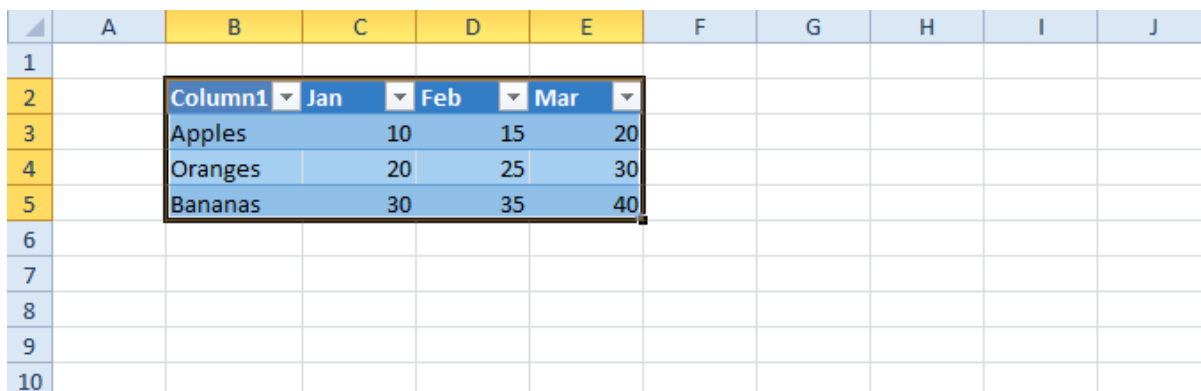 A B C D E F G H I J
1
2 Column1 Jan Feb Mar
3 Apples 10 15 20
4 Oranges 20 25 30
5 Bananas 30 35 40
6
7
8
9
10